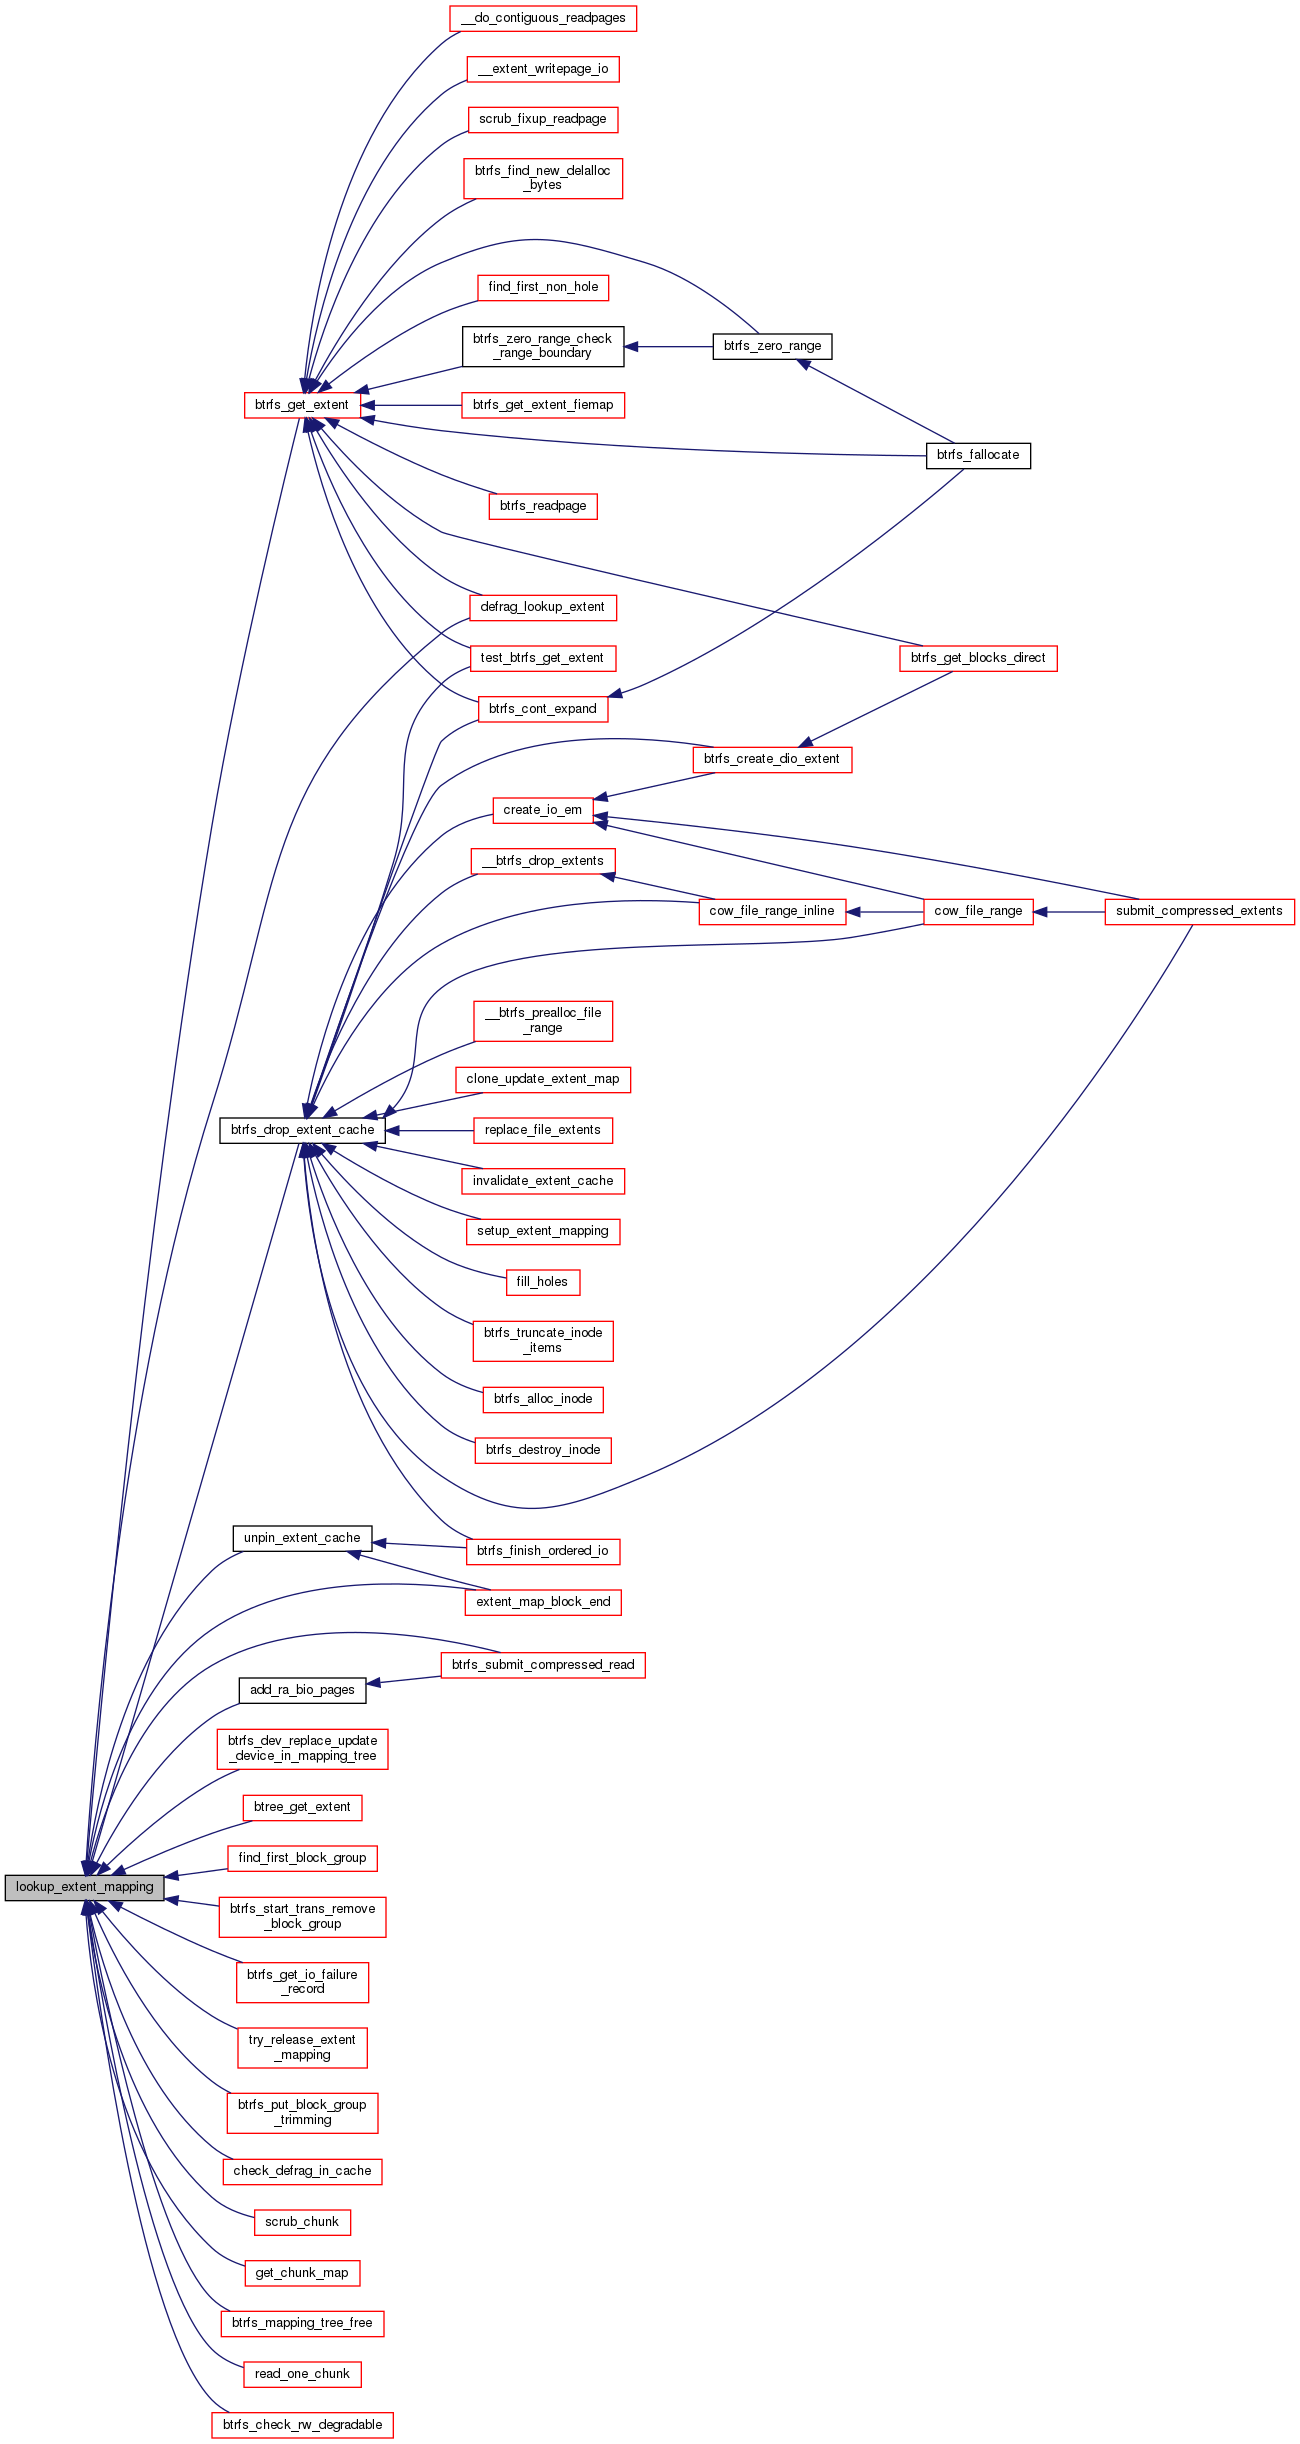 __do_contiguous_readpages
__extent_writepage_io
scrub_fixup_readpage
btrfs_find_new_delalloc
_bytes
find_first_non_hole
btrfs_zero_range_check
_range_boundary
btrfs_zero_range
btrfs_get_extent
btrfs_get_extent_fiemap
btrfs_fallocate
btrfs_readpage
defrag_lookup_extent
test_btrfs_get_extent
btrfs_get_blocks_direct
btrfs_cont_expand
btrfs_create_dio_extent
create_io_em
__btrfs_drop_extents
cow_file_range_inline
cow_file_range
submit_compressed_extents
__btrfs_prealloc_file
_range
clone_update_extent_map
btrfs_drop_extent_cache
replace_file_extents
invalidate_extent_cache
setup_extent_mapping
fill_holes
btrfs_truncate_inode
_items
btrfs_alloc_inode
btrfs_destroy_inode
unpin_extent_cache
btrfs_finish_ordered_io
extent_map_block_end
btrfs_submit_compressed_read
add_ra_bio_pages
btrfs_dev_replace_update
_device_in_mapping_tree
btree_get_extent
find_first_block_group
lookup_extent_mapping
btrfs_start_trans_remove
_block_group
btrfs_get_io_failure
_record
try_release_extent
_mapping
btrfs_put_block_group
_trimming
check_defrag_in_cache
scrub_chunk
get_chunk_map
btrfs_mapping_tree_free
read_one_chunk
btrfs_check_rw_degradable